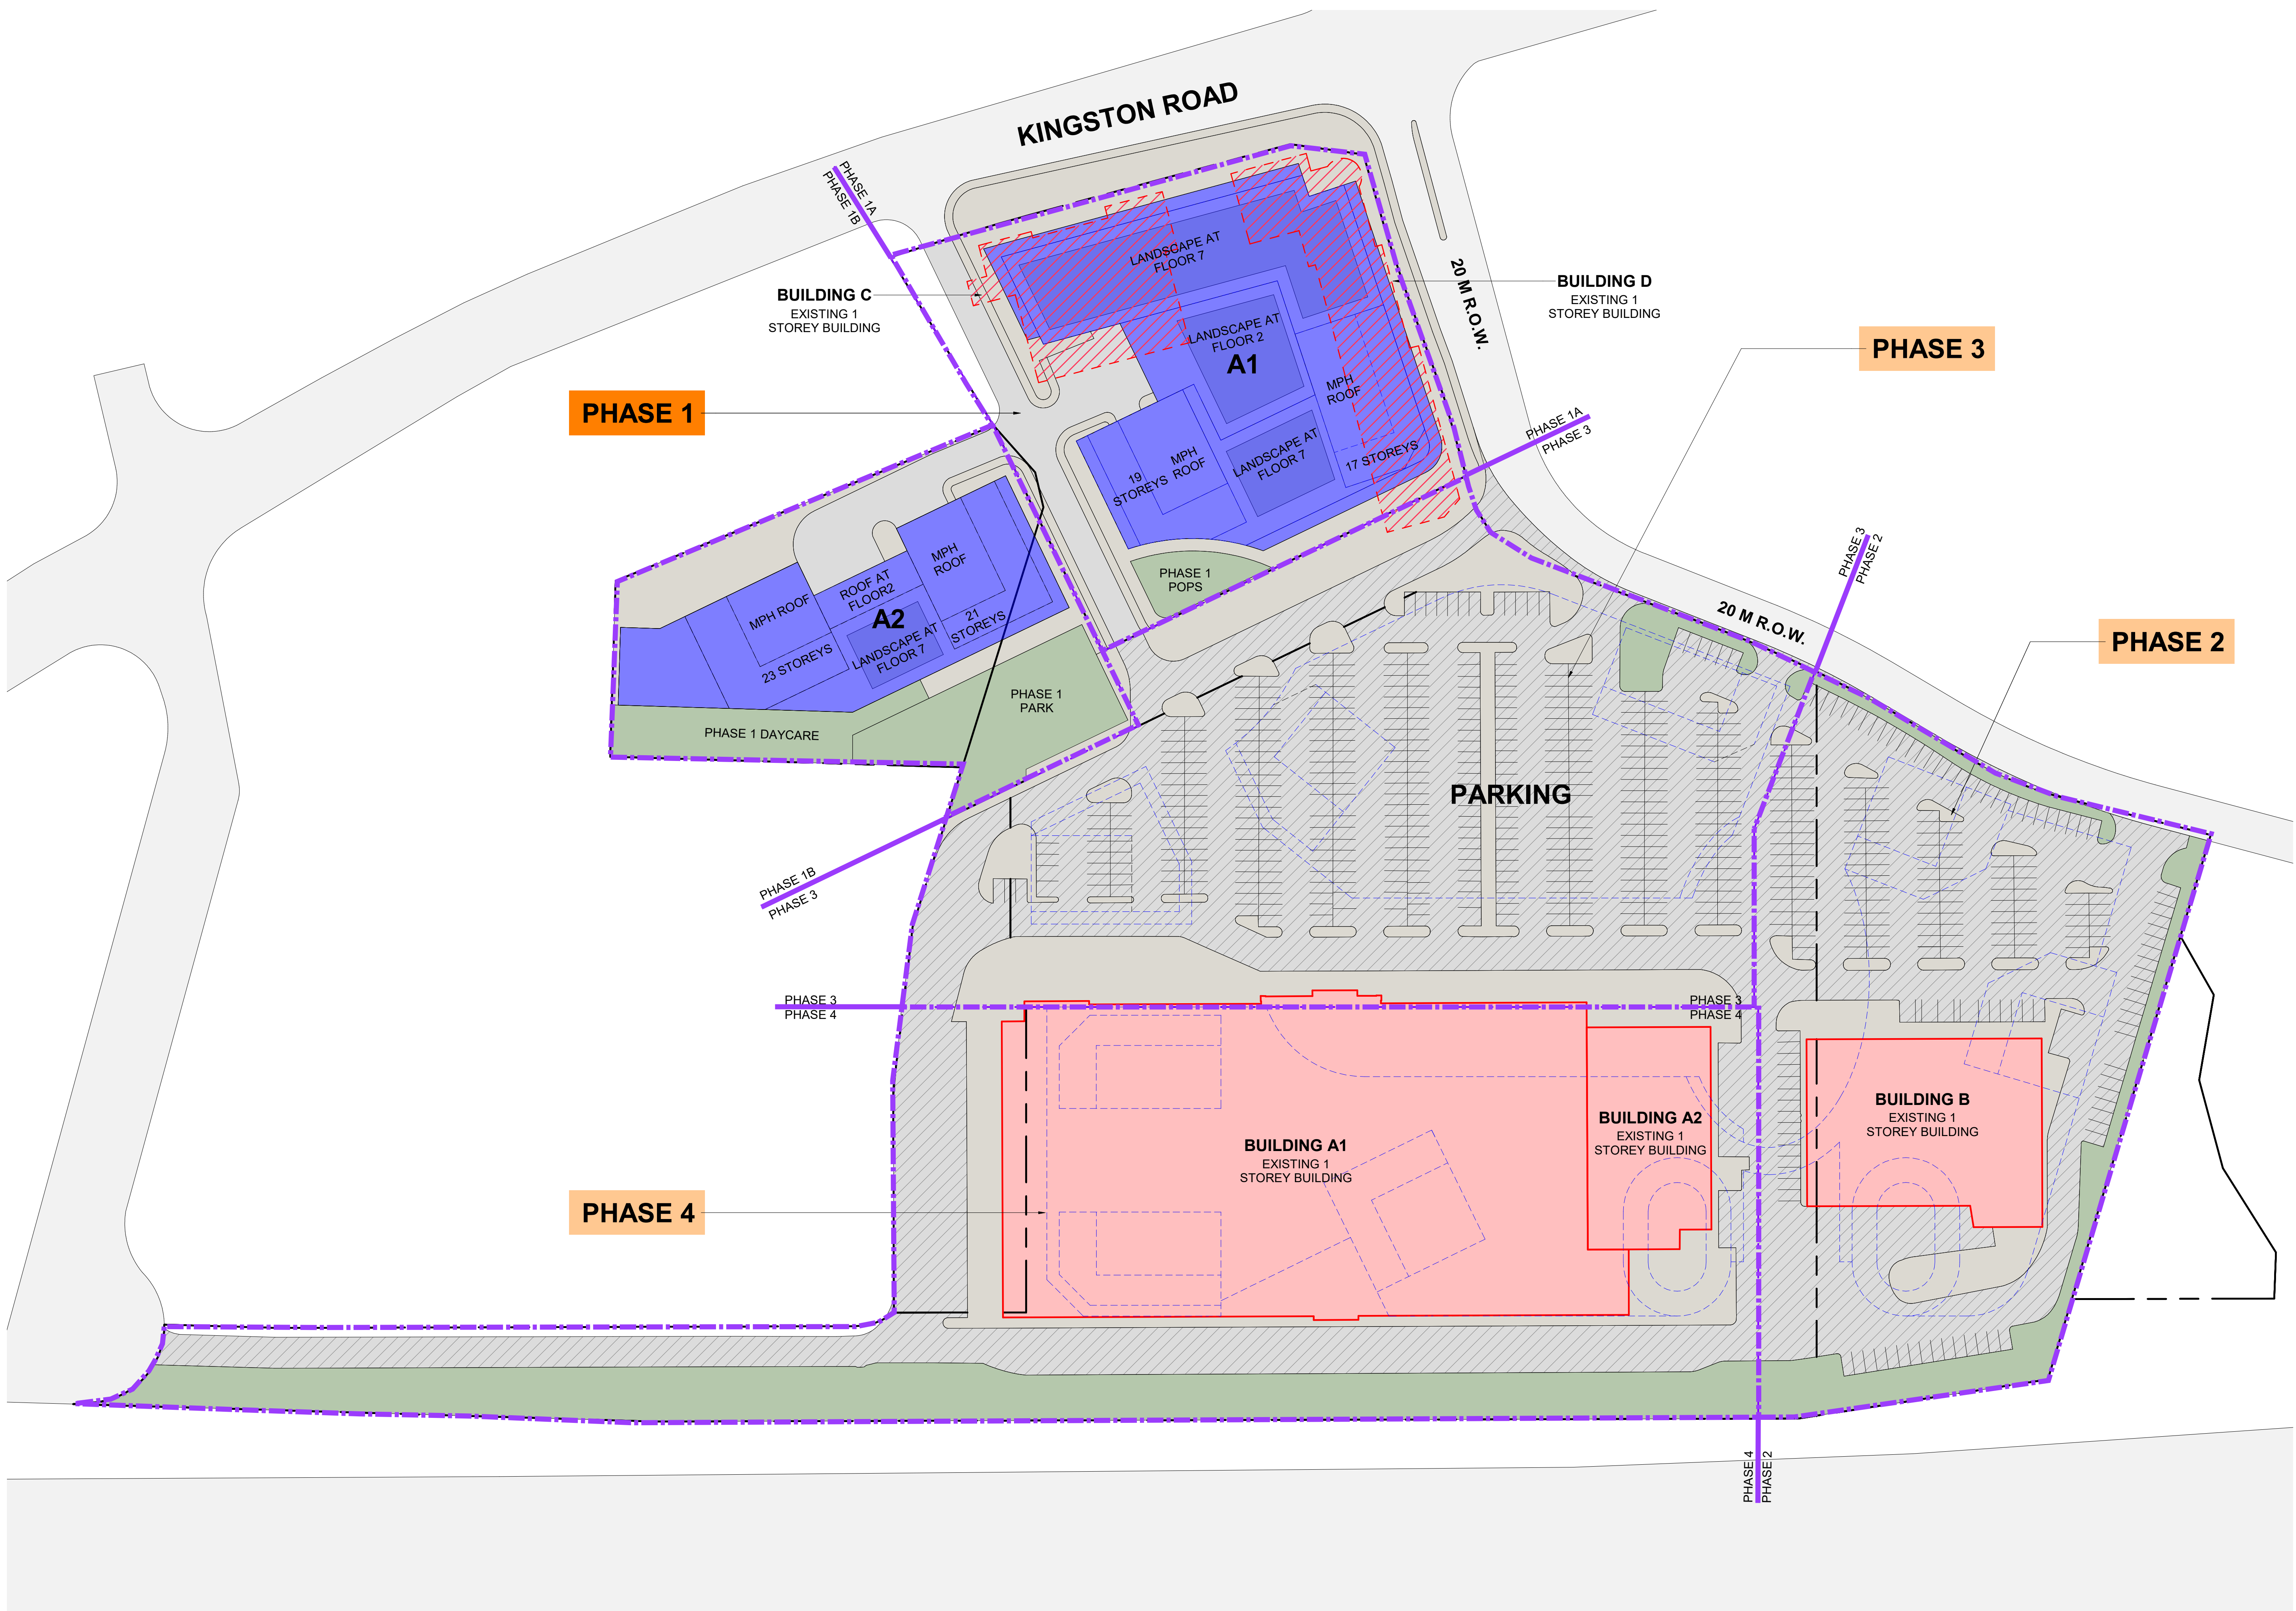 KINGSTON ROAD
PHASE 1A
PHASE 1B
LANDSCAPE AT
FLOOR 7
BUILDING C
EXISTING 1
STOREY BUILDING
BUILDING D
EXISTING 1
STOREY BUILDING
20 M R.O.W.
LANDSCAPE AT
FLOOR 2
A1
PHASE 3
MPH
ROOF
PHASE 1
PHASE 1A
PHASE 3
19
STOREYS
MPH
ROOF
LANDSCAPE AT
FLOOR 7
17 STOREYS
PHASE 3
PHASE 2
MPH
ROOF
PHASE 1
POPS
ROOF AT
FLOOR2
MPH ROOF
A2
21
STOREYS
20 M R.O.W.
PHASE 2
LANDSCAPE AT
FLOOR 7
23 STOREYS
PHASE 1
PARK
PHASE 1 DAYCARE
PARKING
PHASE 1B
PHASE 3
PHASE 3
PHASE 4
PHASE 3
PHASE 4
BUILDING B
EXISTING 1
STOREY BUILDING
BUILDING A2
EXISTING 1
STOREY BUILDING
BUILDING A1
EXISTING 1
STOREY BUILDING
PHASE 4
PHASE 4
PHASE 2